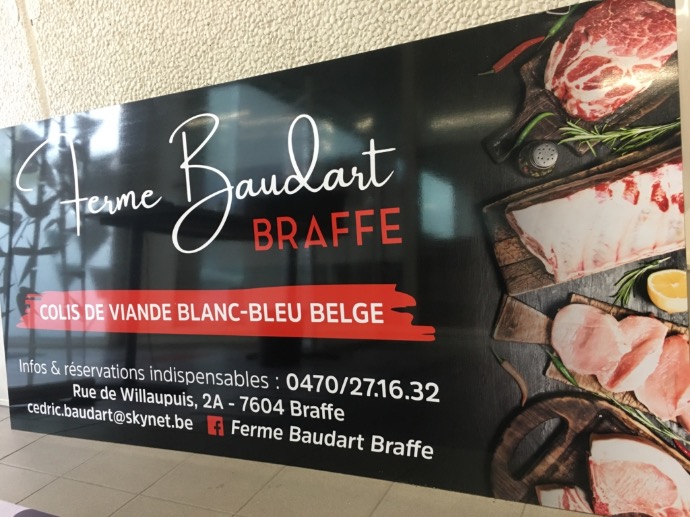 Ferme Baudart
BRAFFE
COLIS DE VIANDE BLANC-BLEU BELGE
Infos & réservations indispensables : 0470/27.16.32
Rue de Willaupuis, 2A - 7604 Braffe
cedric.baudart@skynet.be f Ferme Baudart Braffe